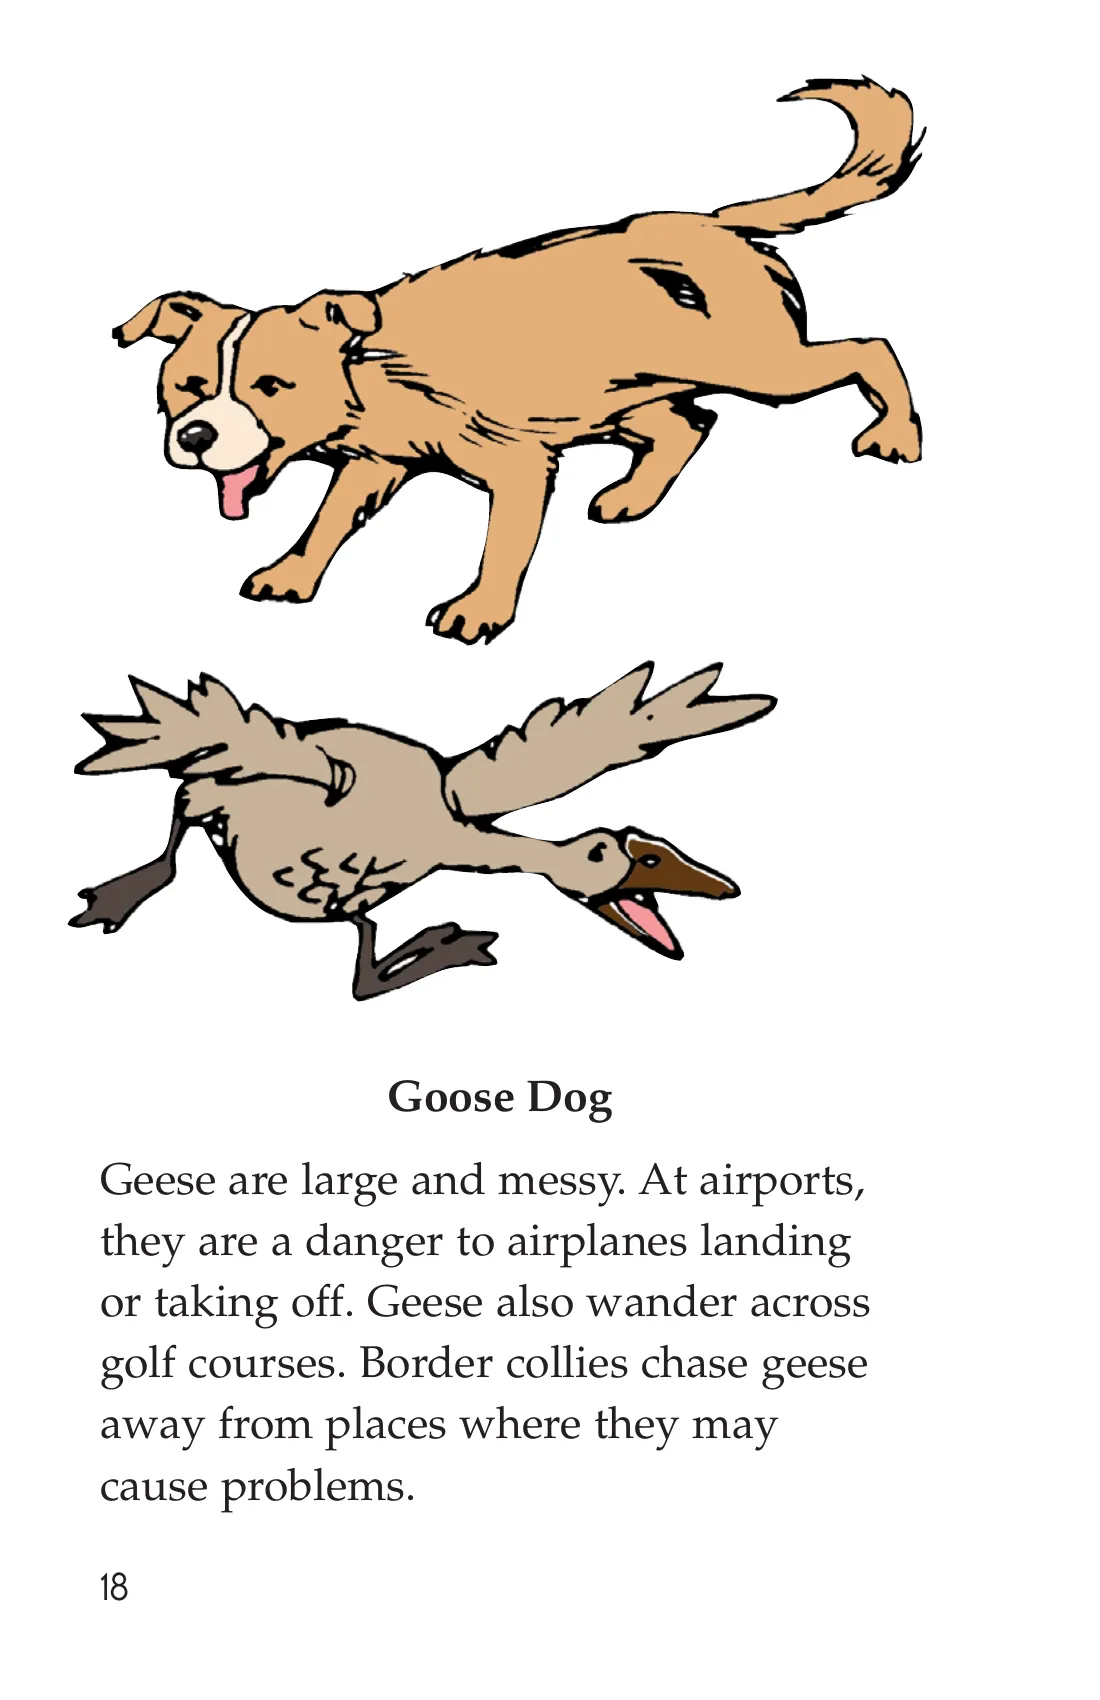 Goose Dog
Geese are large and messy. At airports,
they are a danger to airplanes landing
or taking off. Geese also wander across
golf courses. Border collies chase geese
away from places where they may
cause problems.
18